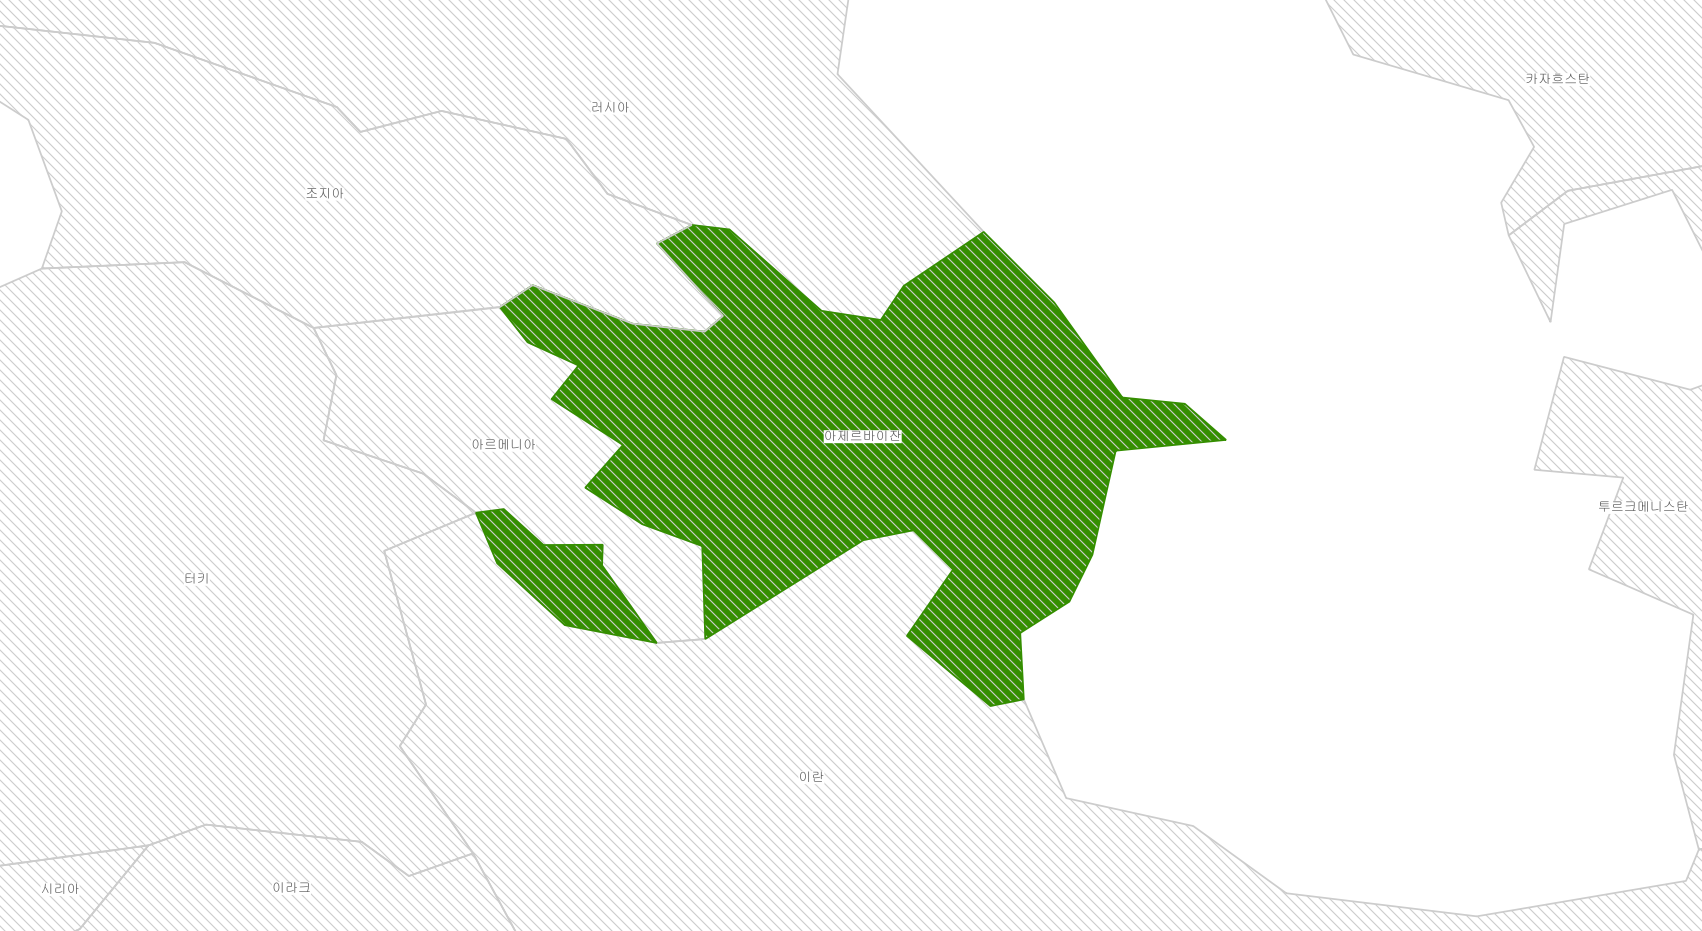 카자흐스탄
러시아
조지아
아제르바이잔
아르메니아
투르크메니스탄
터키
이란
이라크
시리아